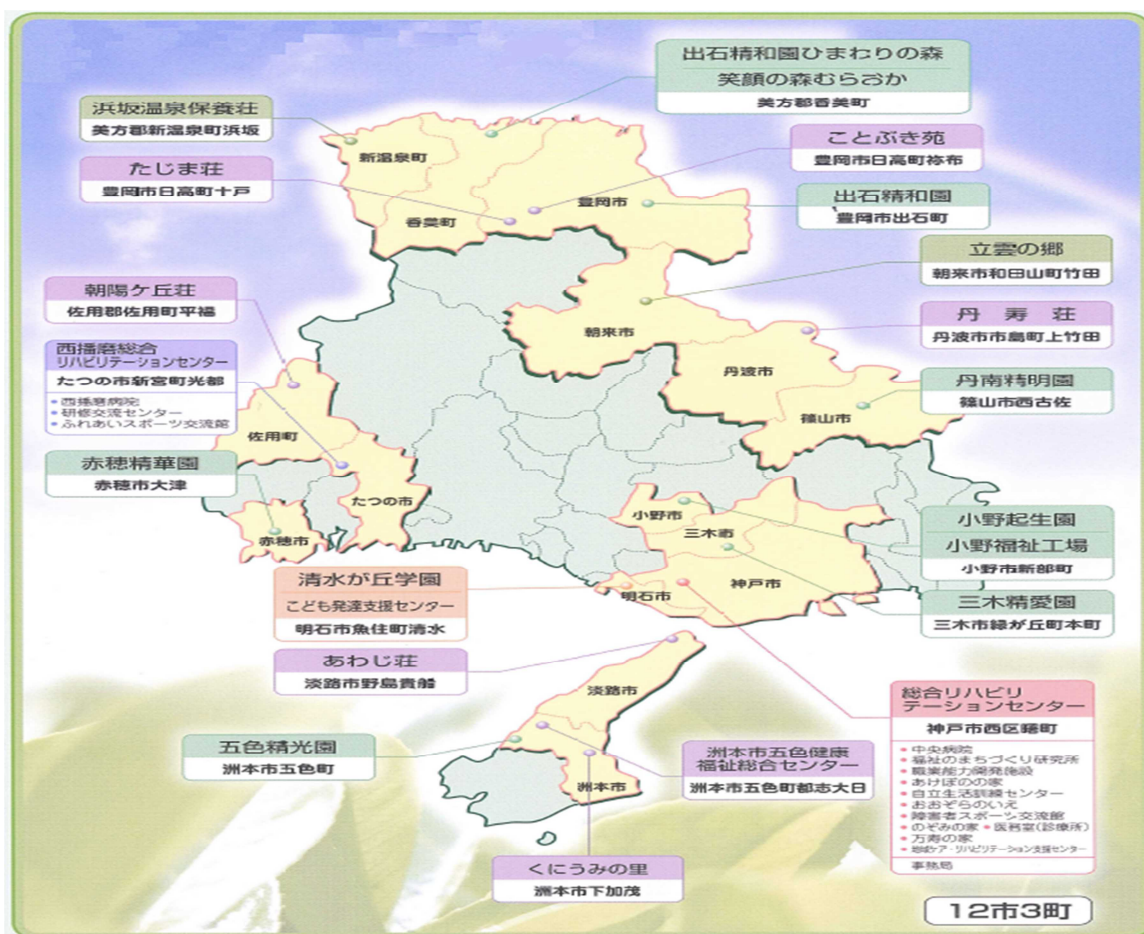 出石精和園ひまわりの森
笑顔の森むらおか
美方郡香美町
浜坂温泉保養荘
美方郡新温泉町浜坂
ことぶき苑
豊岡市日高町祢布
たじま荘
豊岡市日高町十戸
出石精和園
豊岡市出石町
新温泉町
香美町
豊岡市
立雲の郷
朝来市和田山町竹田
朝陽ケ丘荘
佐用郡佐用町平福
丹寿荘
丹波市市島町上竹田
朝来市
西播磨総合
リハビリテーションセンター
たつの市新宮町光都
•西播磨病院
•研修交流センター
•ふれあいスポーツ交流館
丹波市
丹南精明園
篠山市西古佐
篠山市
佐用町
赤穂精華園
赤穂市大津
たつの市
赤穂市
小野市
三木市
神戸市
明石市
小野起生園
小野福祉工場
小野市新部町
清水が丘学園
こども発達支援センター
明石市魚住町清水
三木精愛園
三木市緑が丘町本町
あわじ荘
淡路市野島貴船
淡路市
総合リハビリ
テーションセンター
神戸市西区曙町
•中央病院
•福祉のまちづくり研究所
•職業能力開発施設
•あけぼのの家
•自立生活訓練センター
•おおぞらのいえ
•障害者スポーツ交流館
•のぞみの家 •医務室(診療所)
•万寿の家
•地域ケア・リハビリテーション支援センター
事務局
五色精光園
洲本市五色町
洲本市五色健康
福祉総合センター
洲本市五色町都志大日
洲本市
くにうみの里
洲本市下加茂
12市3町